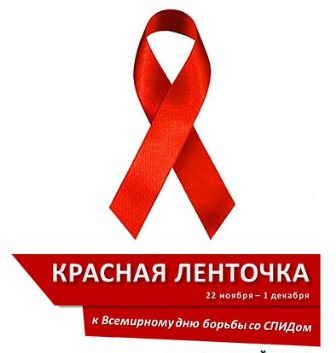 КРАСНАЯ ЛЕНТОЧКА
22 ноября – 1 декабря
к Всемирному дню борьбы со СПИДом